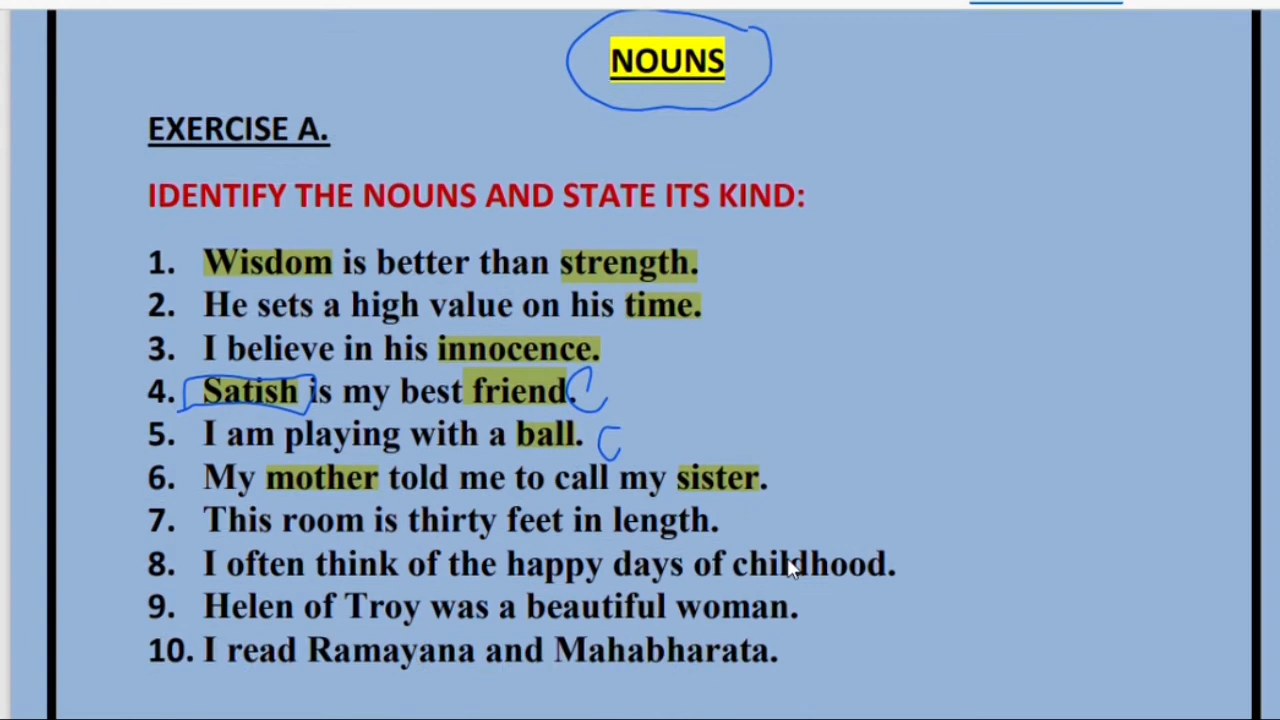 NOUNS
EXERCISE A.
IDENTIFY THE NOUNS AND STATE ITS KIND:
1. Wisdom is better than strength.
2. He sets a high value on his time.
3. I believe in his innocence.
4. Satish is my best friend. C
5. I am playing with a ball. C
6. My mother told me to call my sister.
7. This room is thirty feet in length.
8. I often think of the happy days of childhood.
9. Helen of Troy was a beautiful woman.
10. I read Ramayana and Mahabharata.